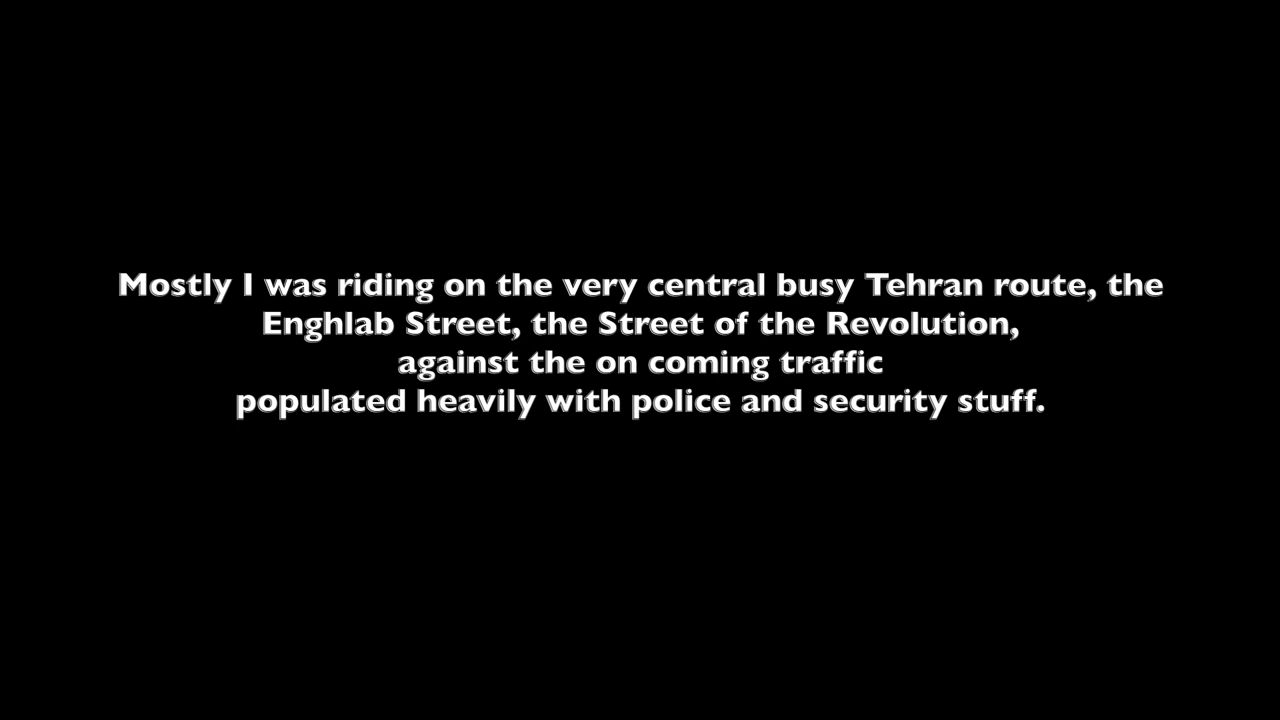 Mostly I was riding on the very central busy Tehran route, the
Enghlab Street, the Street of the Revolution,
against the on coming traffic
populated heavily with police and security stuff.